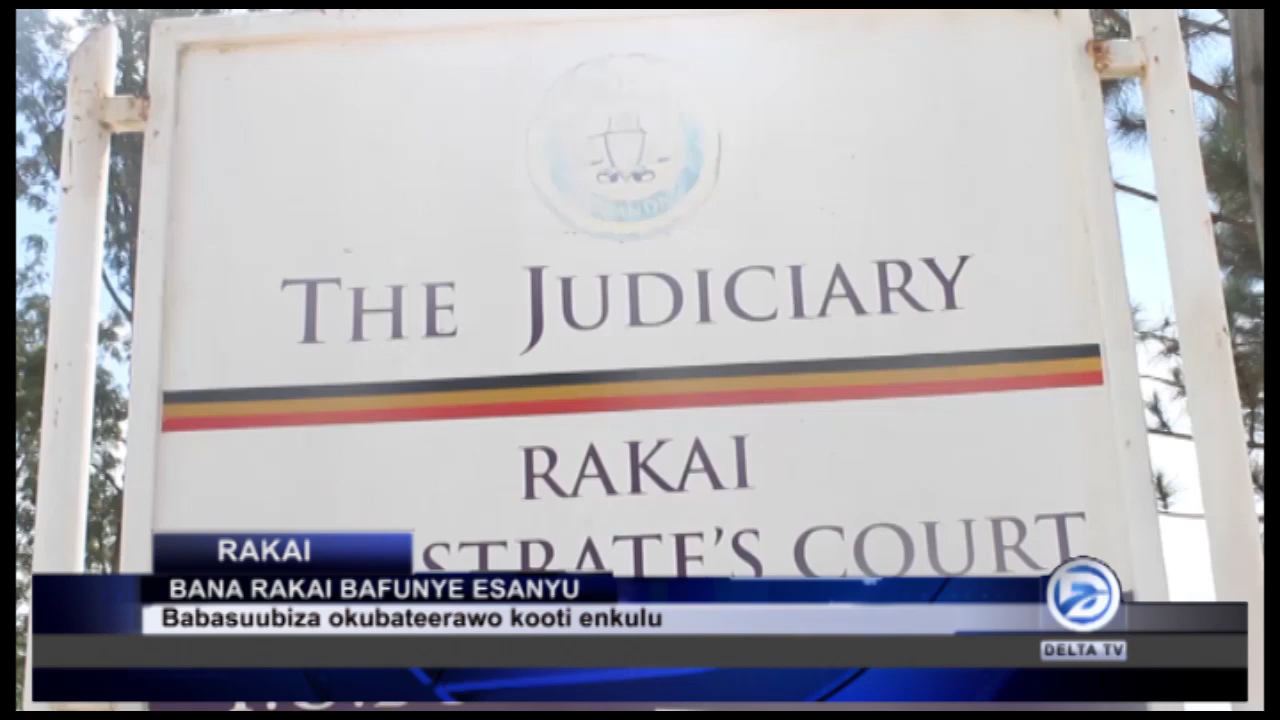 THE JUDICIARY
RAKAI
STRATE'S COURT
RAKAI
BANA RAKAI BAFUNYE ESANYU
Babasuubiza okubateerawo kooti enkulu
DELTA TV